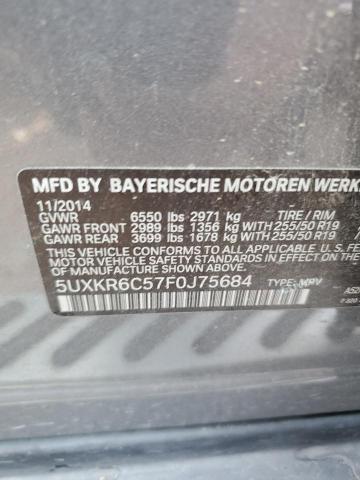 MFD BY BAYERISCHE MOTOREN WERK
11/2014
GVWR 6550 lbs 2971 kg TIRE / RIM
GAWR FRONT 2989 lbs 1356 kg WITH 255/50 R19
GAWR REAR 3699 lbs 1678 kg WITH 255/50 R19
THIS VEHICLE CONFORMS TO ALL APPLICABLE U.S. FE
MOTOR VEHICLE SAFETY
IN EFFECT ON THE DATE OF MANUFACTURE SHOWN
5UXKR6C57F0J75684 TYPE: MPV